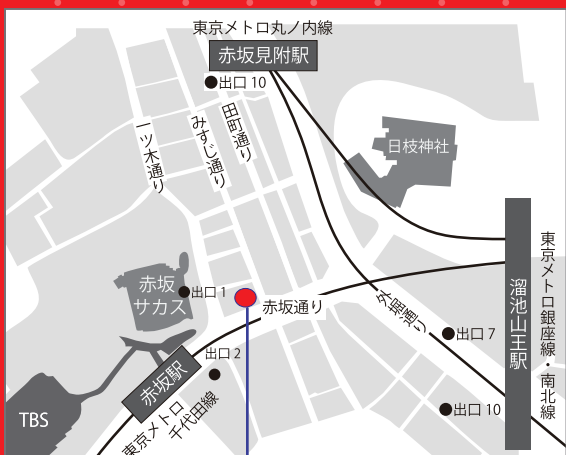 東京メトロ丸ノ内線
赤坂見附駅
出口 10
田町通り
みすじ通り
一ツ木通り
日枝神社
赤坂
サカス
出口 1
赤坂通り
外堀通り
出口 7
出口 10
溜池山王駅
東京メトロ銀座線・南北線
出口 2
赤坂駅
東京メトロ
千代田線
TBS